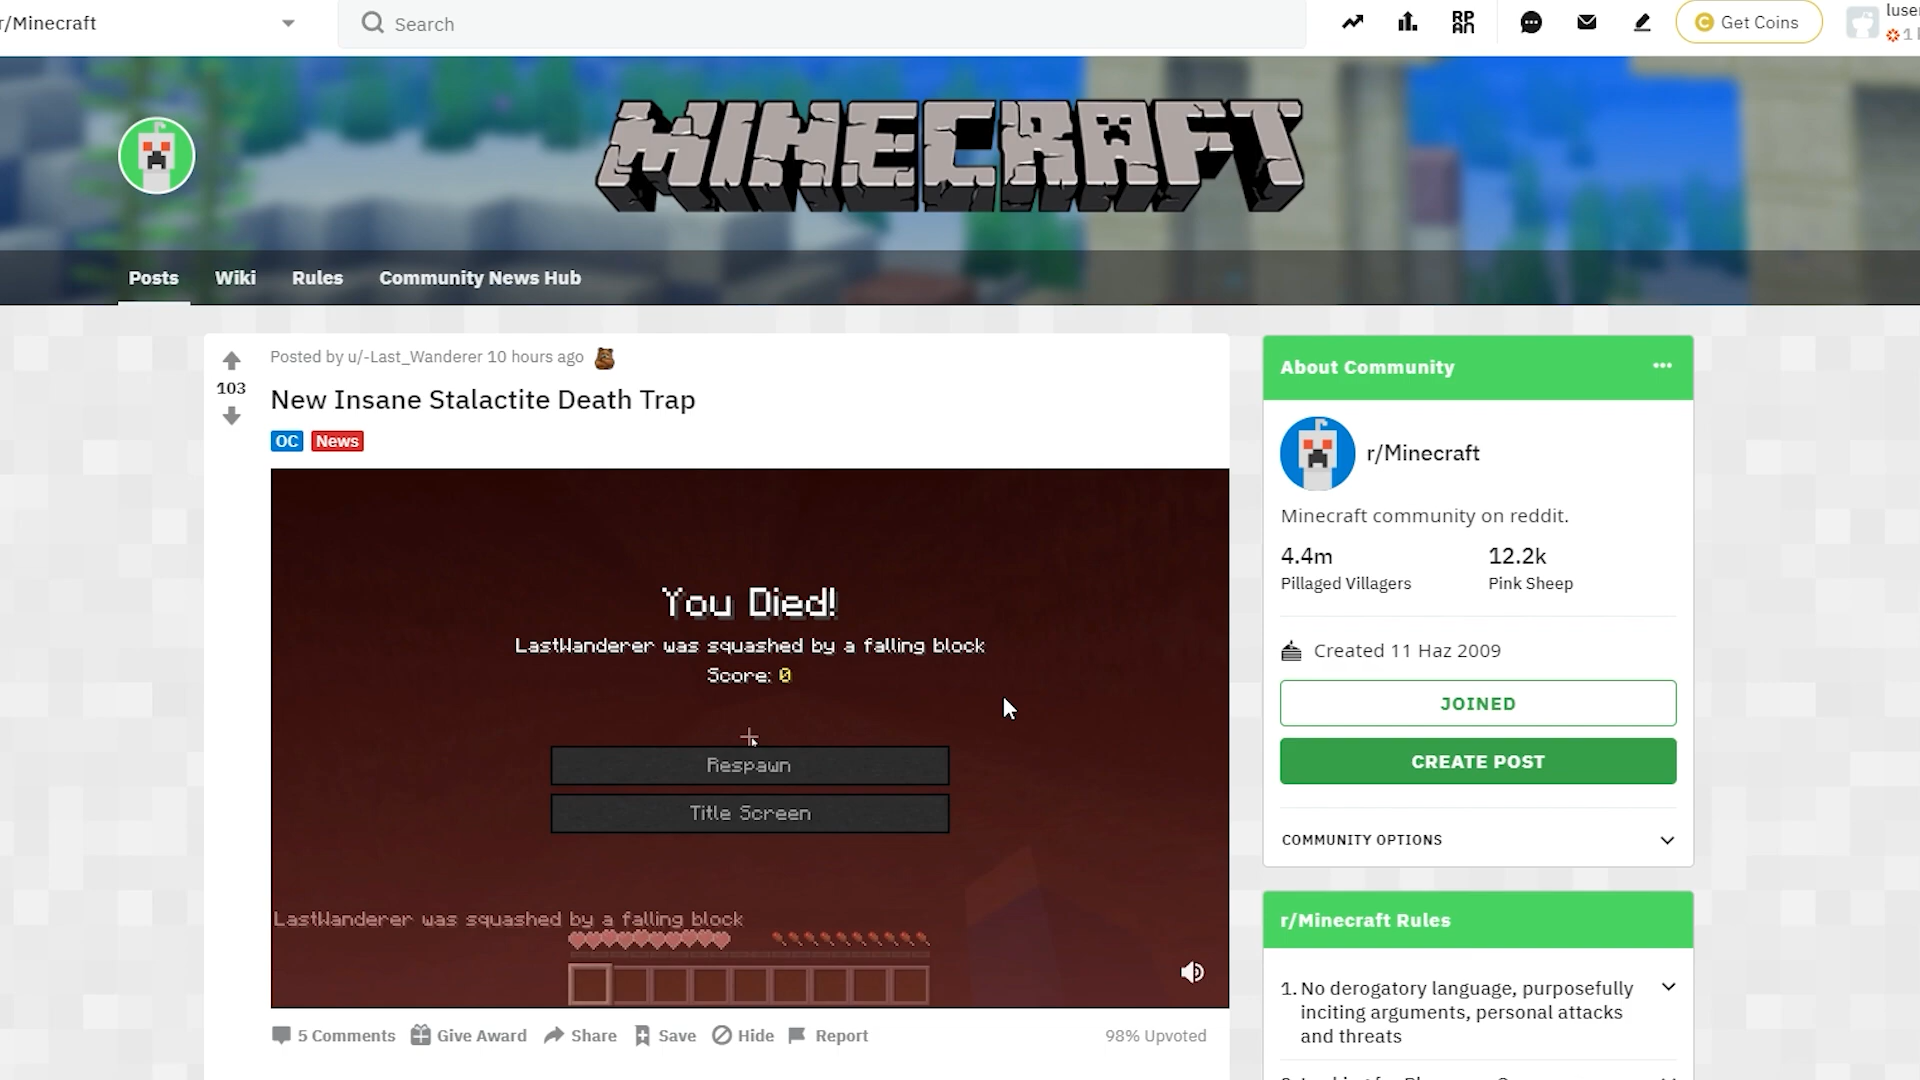 r/Minecraft
Search
RPAN
Get Coins
1
MINECRAFT
Posts
Wiki
Rules
Community News Hub
Posted by u/-Last_Wanderer 10 hours ago
103
New Insane Stalactite Death Trap
OC
News
You Died!
LastWanderer was squashed by a falling block
Score: 0
Respawn
Title Screen
LastWanderer was squashed by a falling block
5 Comments
Give Award
Share
Save
Hide
Report
98% Upvoted
About Community
r/Minecraft
Minecraft community on reddit.
4.4m
12.2k
Pillaged Villagers
Pink Sheep
Created 11 Haz 2009
JOINED
CREATE POST
COMMUNITY OPTIONS
r/Minecraft Rules
1. No derogatory language, purposefully
inciting arguments, personal attacks
and threats